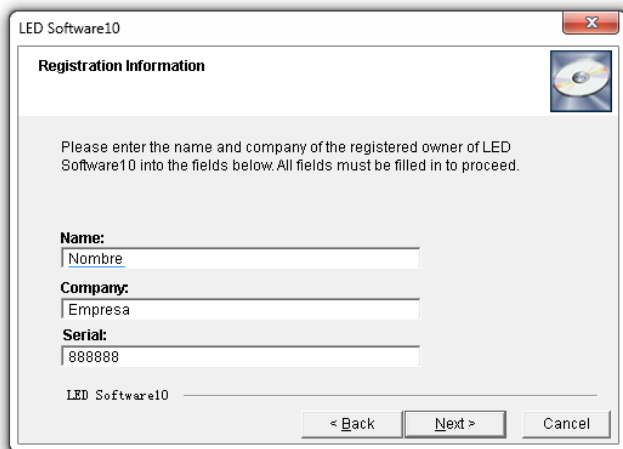 LED Software10
Registration Information
Please enter the name and company of the registered owner of LED
Software10 into the fields below. All fields must be filled in to proceed.
Name:
Nombre
Company:
Empresa
Serial:
888888
LED Software10
< Back
Next >
Cancel